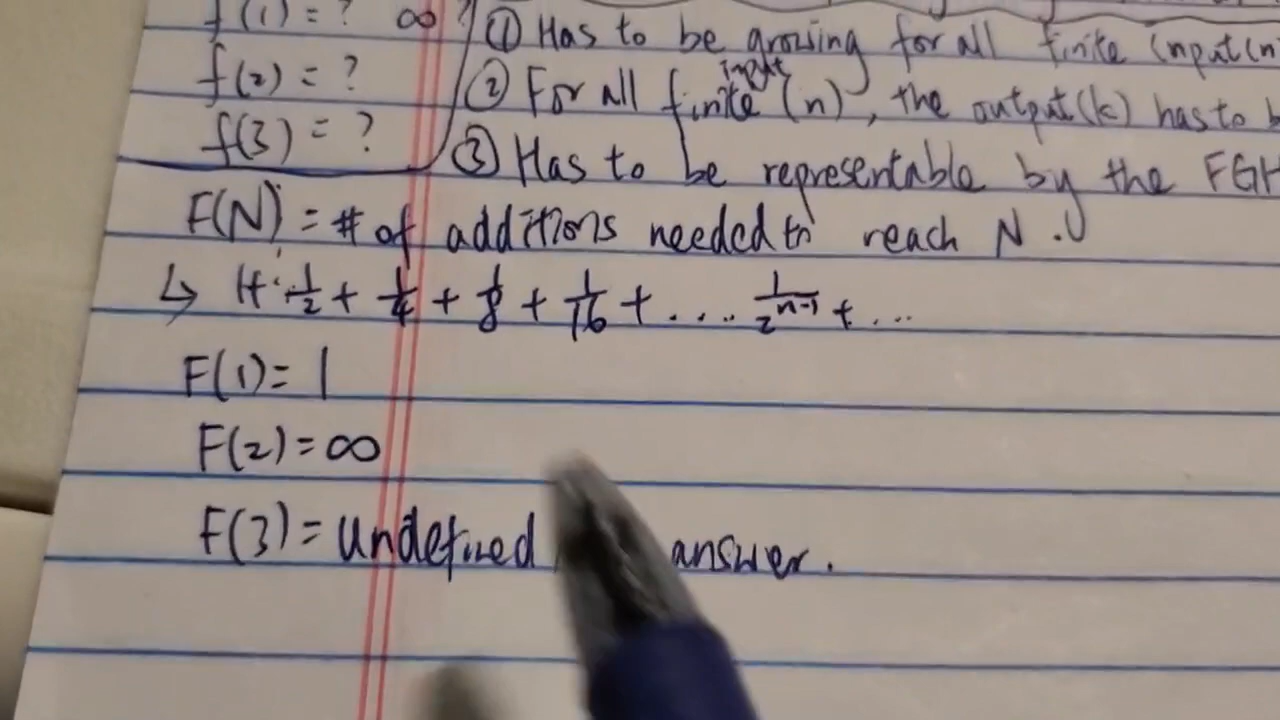 f(1) = ? ∞ ?
① Has to be growing for all finite input(n
f(2) = ?
② For all finite input (n), the output(k) has to b
f(3) = ?
③ Has to be representable by the FGH
F(N) = # of additions needed to reach N.
↳ 1 + 1/2 + 1/4 + 1/8 + 1/16 + .... 1/2^n-1 + ...
F(1) = 1
F(2) = ∞
F(3) = undefined answer.